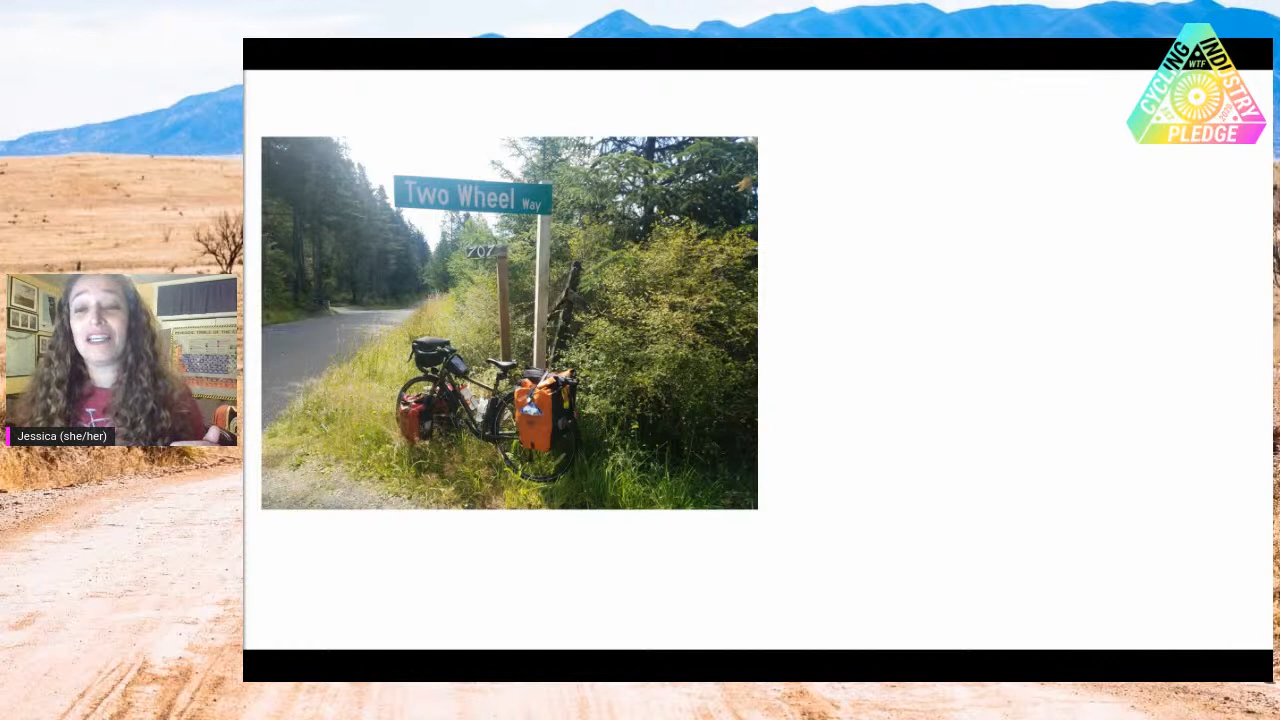 Two Wheel Way
707
CYCLING
INDUSTRY
WTF
PLEDGE
Jessica (she/her)